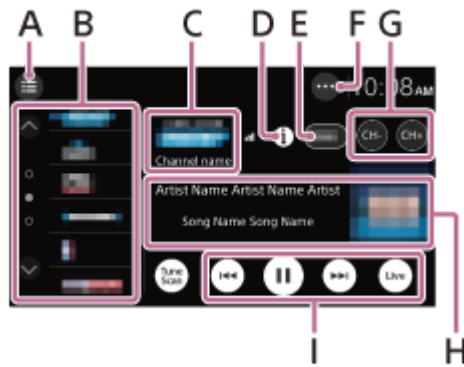 A B C D E F G
10:08AM
CH- CH+
Channel name
Artist Name Artist Name Artist
Song Name Song Name
Tune Scan
Live
I
H